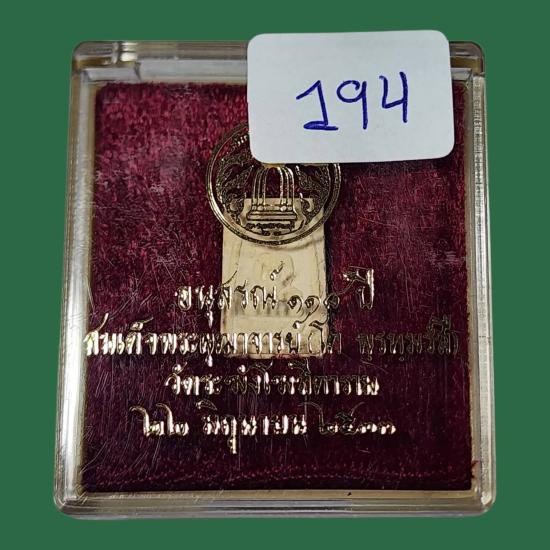 194
อนุสรณ์ ๑๑๘ ปี
สมเด็จพระพุฒาจารย์ (โต พฺรหฺมรํสี)
วัดระฆังโฆสิตาราม
๒๒ มิถุนายน ๒๕๓๓